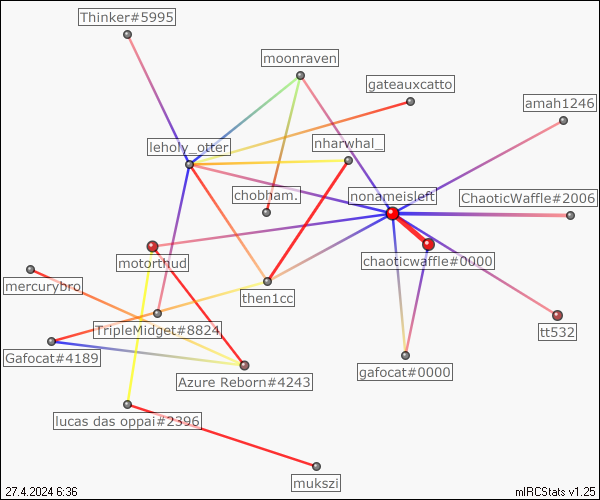 Thinker#5995
moonraven
gateauxcatto
amah1246
nharwhal_
leholy_otter
chobham.
nonameisleft
ChaoticWaffle#2006
motorthud
chaoticwaffle#0000
mercurybro
then1cc
TripleMidget#8824
tt532
Gafocat#4189
gafocat#0000
Azure Reborn#4243
lucas das oppai#2396
mukszi
27.4.2024 6:36
mIRCStats v1.25